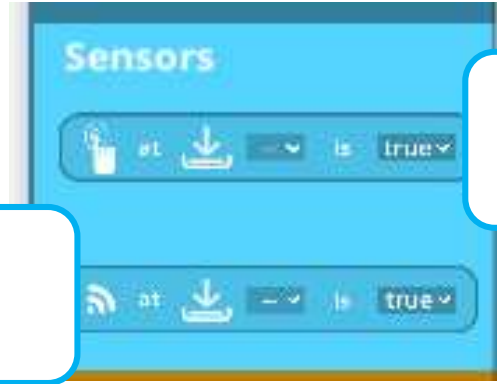 Sensors
at -- is true
at -- is true